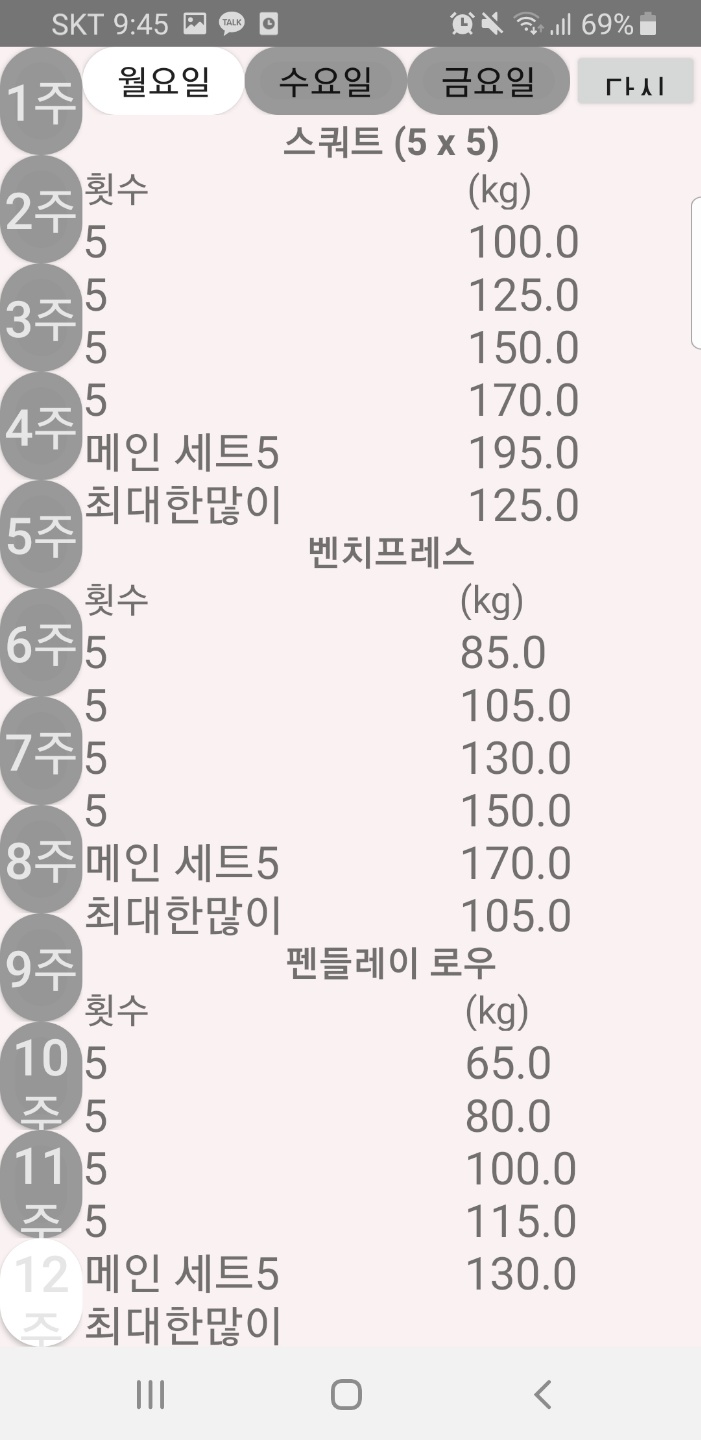 SKT 9:45 TALK 69%
월요일 수요일 금요일 다시
1주
2주
3주
4주
5주
6주
7주
8주
9주
10주
11주
12주
스쿼트 (5 x 5)
횟수 (kg)
5 100.0
5 125.0
5 150.0
5 170.0
메인 세트5 195.0
최대한많이 125.0
벤치프레스
횟수 (kg)
5 85.0
5 105.0
5 130.0
5 150.0
메인 세트5 170.0
최대한많이 105.0
펜들레이 로우
횟수 (kg)
5 65.0
5 80.0
5 100.0
5 115.0
메인 세트5 130.0
최대한많이